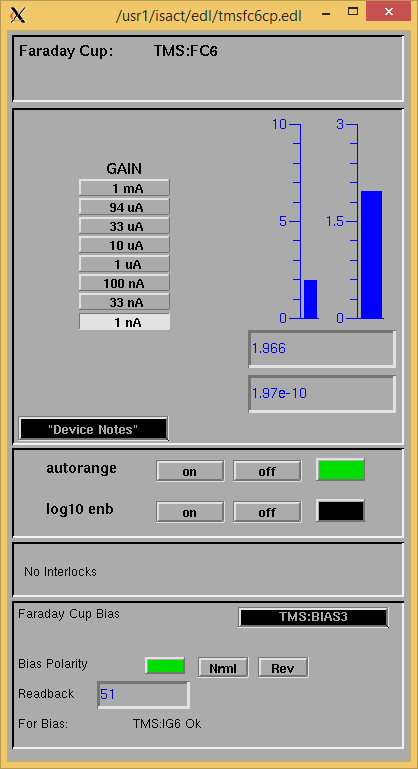 /usr1/isact/edl/tmsfc6cp.edl
Faraday Cup: TMS:FC6
GAIN
1 mA
94 uA
33 uA
10 uA
1 uA
100 nA
33 nA
1 nA
10
5
0
3
1.5
0
1.966
1.97e-10
"Device Notes"
autorange on off
log10 enb on off
No Interlocks
Faraday Cup Bias TMS:BIAS3
Bias Polarity Nrml Rev
Readback 51
For Bias: TMS:IG6 Ok